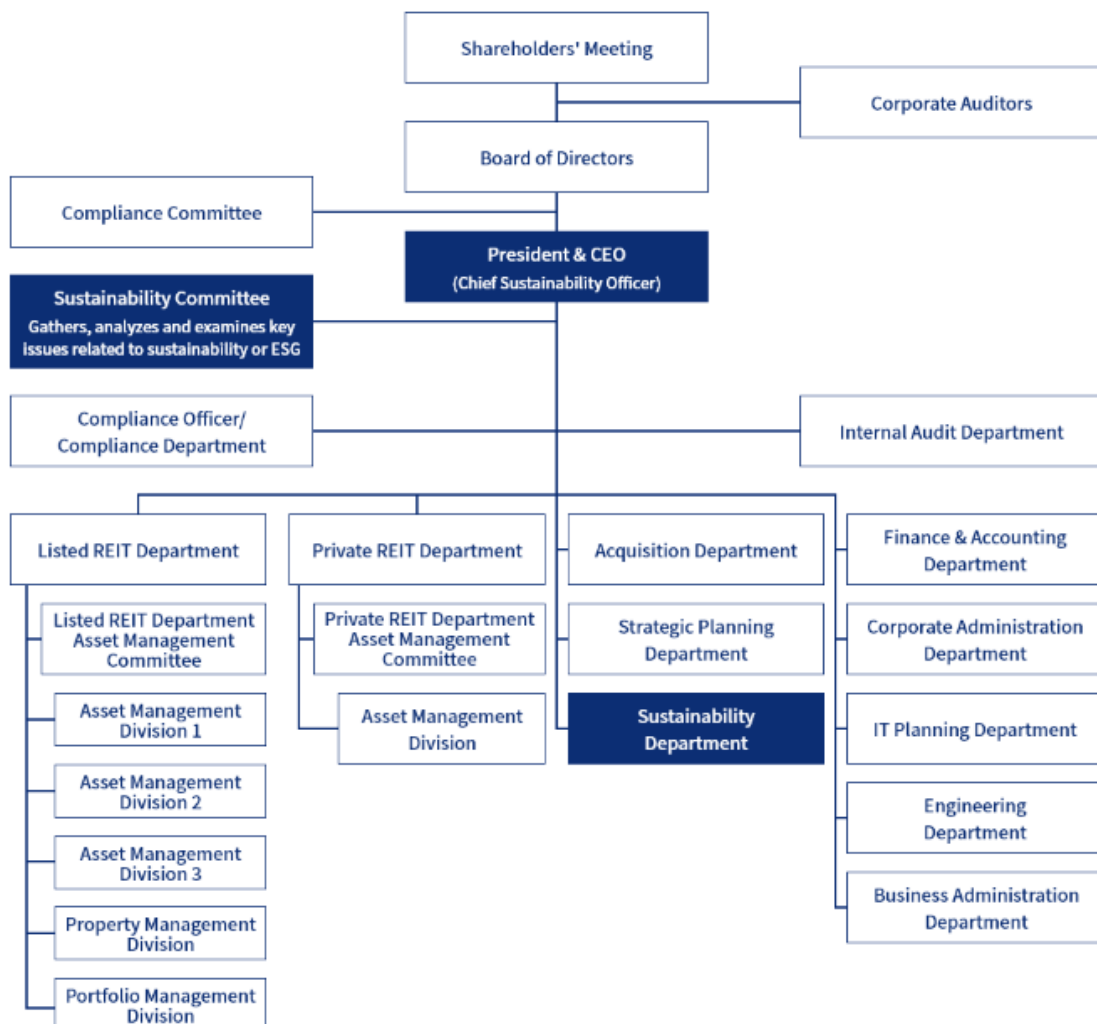 Shareholders' Meeting
Corporate Auditors
Board of Directors
Compliance Committee
President & CEO
(Chief Sustainability Officer)
Sustainability Committee
Gathers, analyzes and examines key
issues related to sustainability or ESG
Compliance Officer/
Compliance Department
Internal Audit Department
Listed REIT Department
Listed REIT Department
Asset Management
Committee
Asset Management
Division 1
Asset Management
Division 2
Asset Management
Division 3
Property Management
Division
Portfolio Management
Division
Private REIT Department
Private REIT Department
Asset Management
Committee
Asset Management
Division
Acquisition Department
Strategic Planning
Department
Sustainability
Department
Finance & Accounting
Department
Corporate Administration
Department
IT Planning Department
Engineering
Department
Business Administration
Department